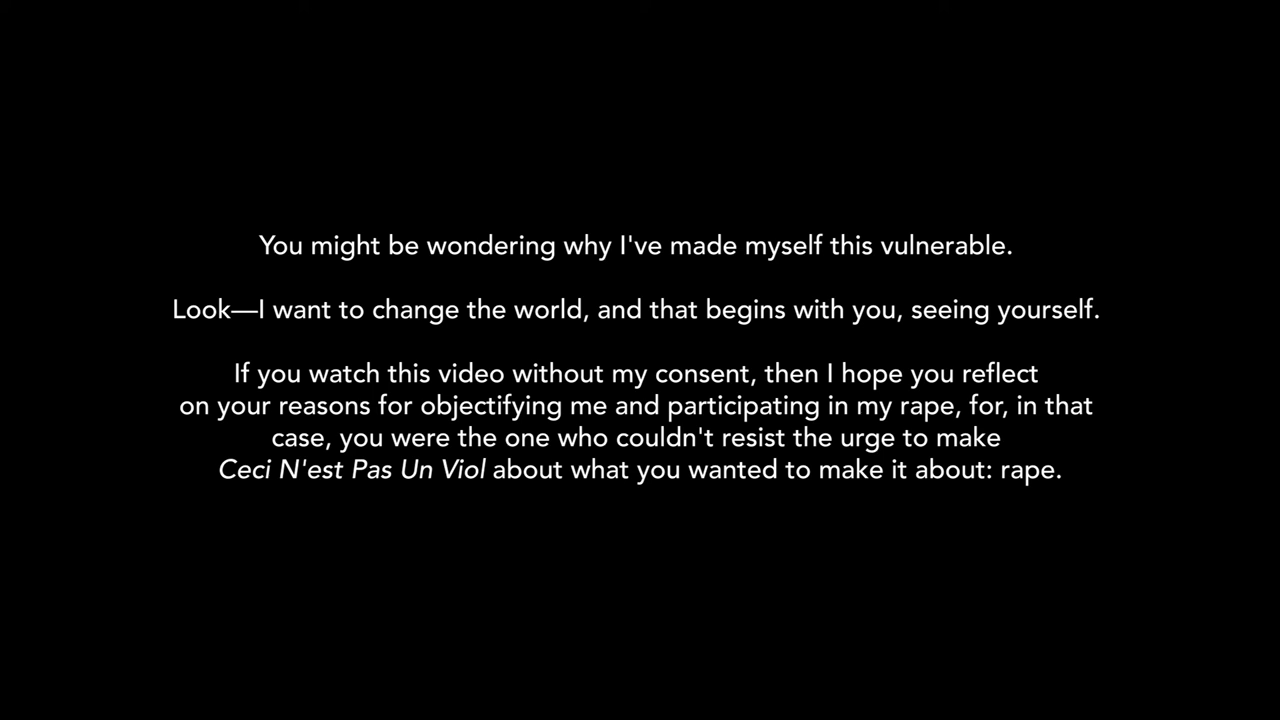 You might be wondering why I've made myself this vulnerable.
Look—I want to change the world, and that begins with you, seeing yourself.
If you watch this video without my consent, then I hope you reflect
on your reasons for objectifying me and participating in my rape, for, in that
case, you were the one who couldn't resist the urge to make
Ceci N'est Pas Un Viol about what you wanted to make it about: rape.